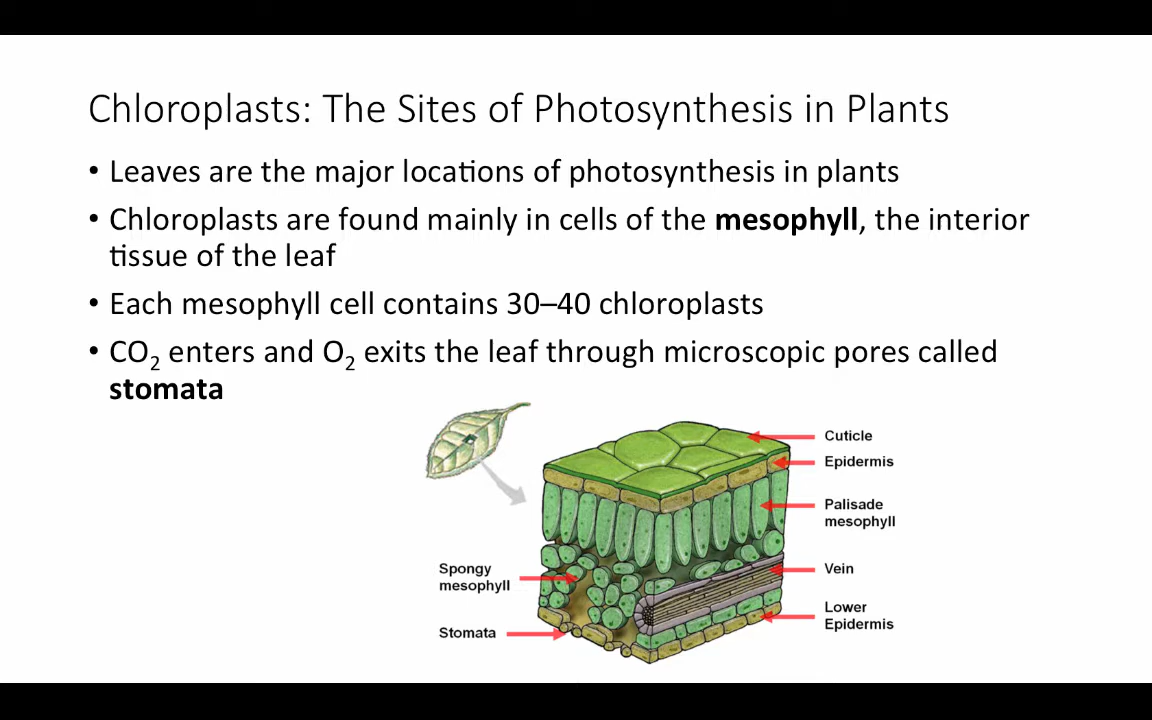 Chloroplasts: The Sites of Photosynthesis in Plants
• Leaves are the major locations of photosynthesis in plants
• Chloroplasts are found mainly in cells of the mesophyll, the interior
tissue of the leaf
• Each mesophyll cell contains 30–40 chloroplasts
• CO₂ enters and O₂ exits the leaf through microscopic pores called
stomata
Cuticle
Epidermis
Palisade
mesophyll
Spongy
mesophyll
Vein
Lower
Epidermis
Stomata